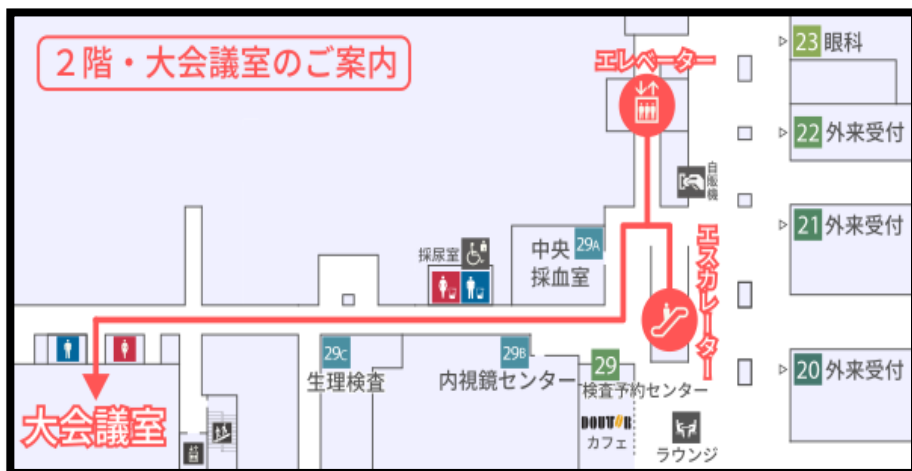 2階・大会議室のご案内
エレベーター
23 眼科
22 外来受付
自販機
21 外来受付
エスカレーター
採尿室
中央 29A
採血室
29C
生理検査
29B
内視鏡センター
29
検査予約センター
20 外来受付
大会議室
DOUTOR
カフェ
ラウンジ